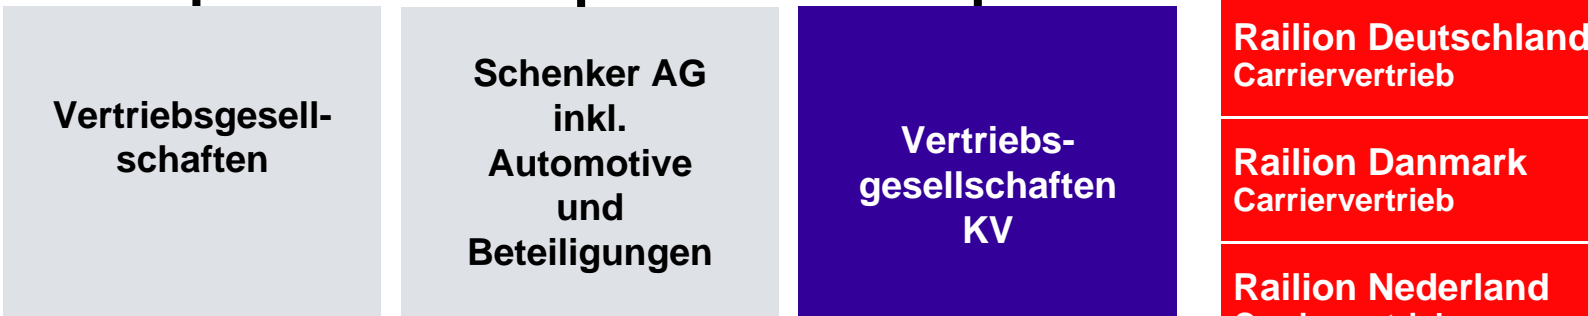 Vertriebsgesell-
schaften
Schenker AG
inkl.
Automotive
und
Beteiligungen
Vertriebs-
gesellschaften
KV
Railion Deutschland
Carriervertrieb
Railion Danmark
Carriervertrieb
Railion Nederland